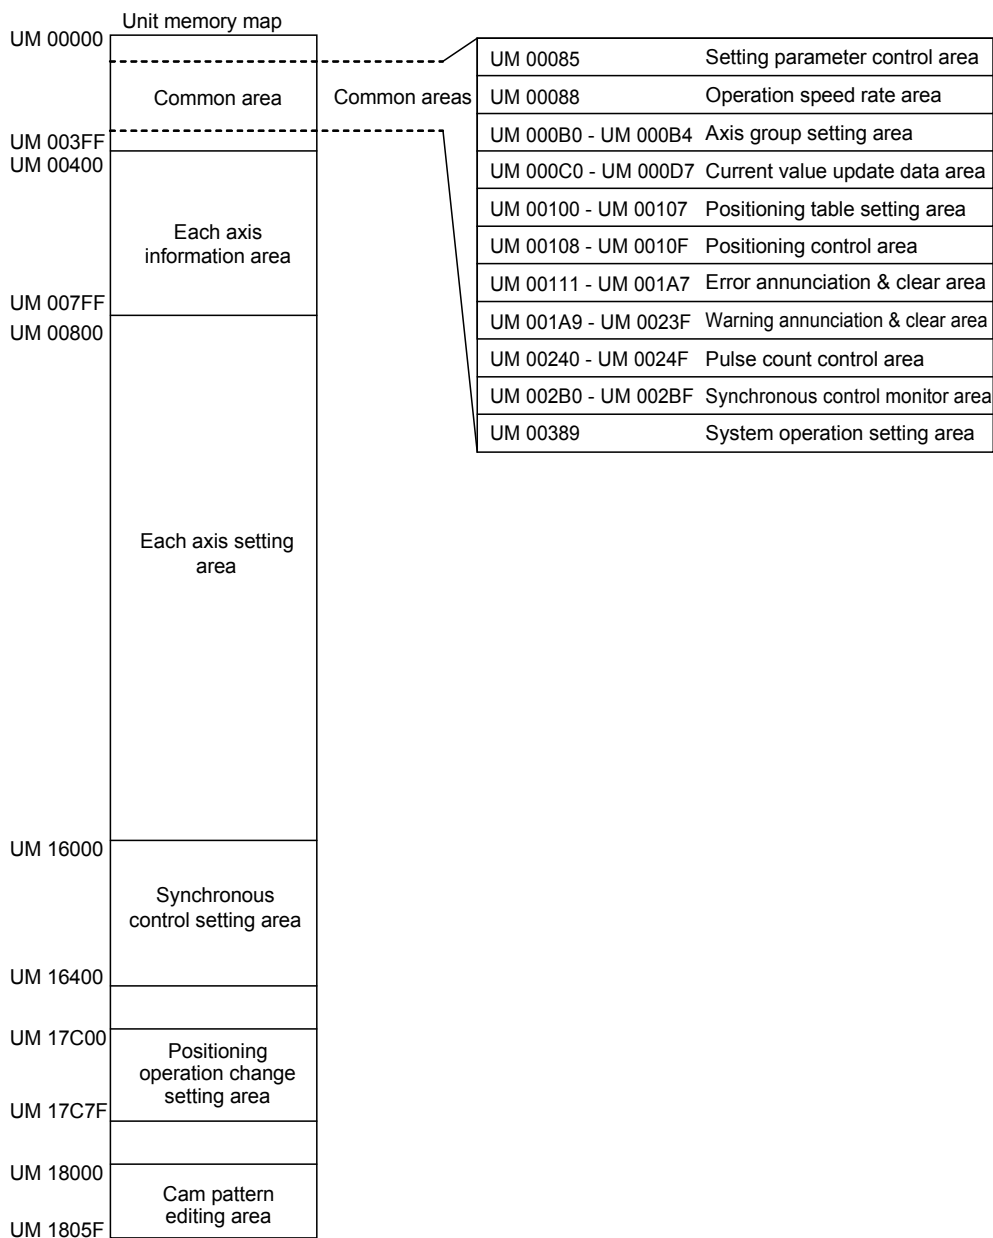 Unit memory map
UM 00000
Common area
UM 003FF
UM 00400
Each axis
information area
UM 007FF
UM 00800
Each axis setting
area
UM 16000
Synchronous
control setting area
UM 16400
UM 17C00
Positioning
operation change
setting area
UM 17C7F
UM 18000
Cam pattern
editing area
UM 1805F
Common areas
UM 00085 Setting parameter control area
UM 00088 Operation speed rate area
UM 000B0 - UM 000B4 Axis group setting area
UM 000C0 - UM 000D7 Current value update data area
UM 00100 - UM 00107 Positioning table setting area
UM 00108 - UM 0010F Positioning control area
UM 00111 - UM 001A7 Error annunciation & clear area
UM 001A9 - UM 0023F Warning annunciation & clear area
UM 00240 - UM 0024F Pulse count control area
UM 002B0 - UM 002BF Synchronous control monitor area
UM 00389 System operation setting area